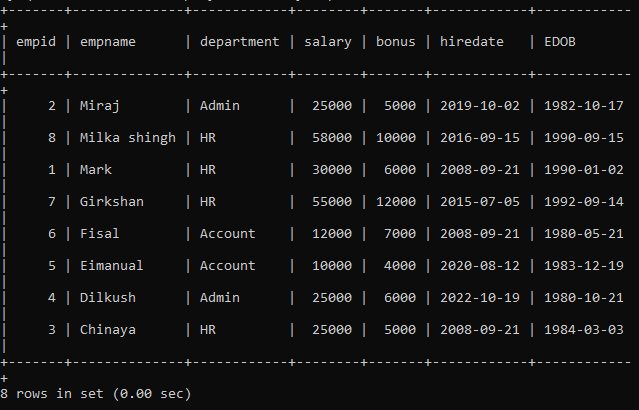 +-------+--------------+------------+--------+-------+------------+------------
+
| empid | empname      | department | salary | bonus | hiredate   | EDOB
|
+-------+--------------+------------+--------+-------+------------+------------
+
|     2 | Miraj        | Admin      |  25000 |  5000 | 2019-10-02 | 1982-10-17
|
|     8 | Milka shingh | HR         |  58000 | 10000 | 2016-09-15 | 1990-09-15
|
|     1 | Mark         | HR         |  30000 |  6000 | 2008-09-21 | 1990-01-02
|
|     7 | Girkshan     | HR         |  55000 | 12000 | 2015-07-05 | 1992-09-14
|
|     6 | Fisal        | Account    |  12000 |  7000 | 2008-09-21 | 1980-05-21
|
|     5 | Eimanual     | Account    |  10000 |  4000 | 2020-08-12 | 1983-12-19
|
|     4 | Dilkush      | Admin      |  25000 |  6000 | 2022-10-19 | 1980-10-21
|
|     3 | Chinaya      | HR         |  25000 |  5000 | 2008-09-21 | 1984-03-03
|
+-------+--------------+------------+--------+-------+------------+------------
+
8 rows in set (0.00 sec)